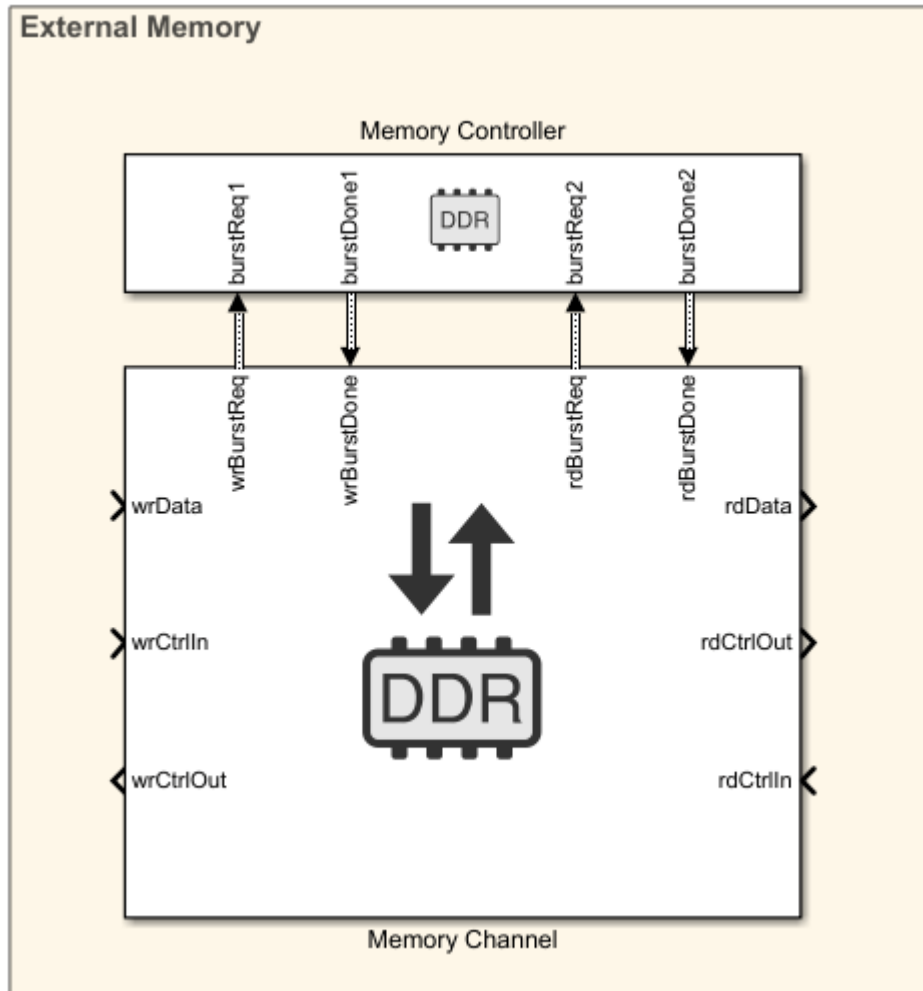 External Memory
Memory Controller
burstReq1
burstDone1
DDR
burstReq2
burstDone2
wrBurstReq
wrBurstDone
rdBurstReq
rdBurstDone
wrData
rdData
wrCtrlIn
rdCtrlOut
DDR
wrCtrlOut
rdCtrlIn
Memory Channel